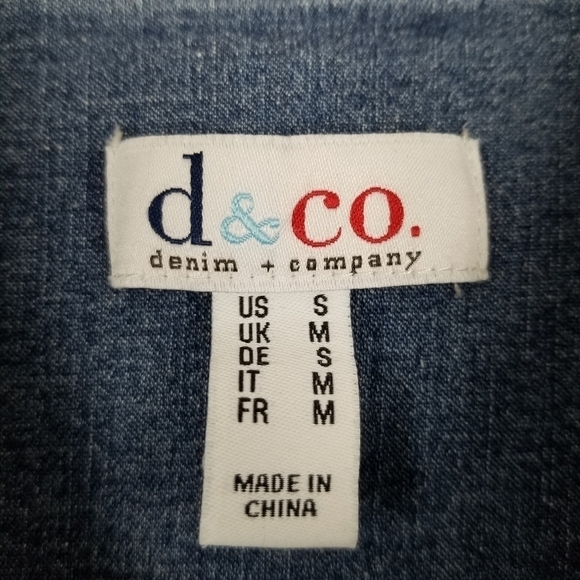 d&co.
denim + company
US S
UK M
DE S
IT M
FR M
MADE IN
CHINA